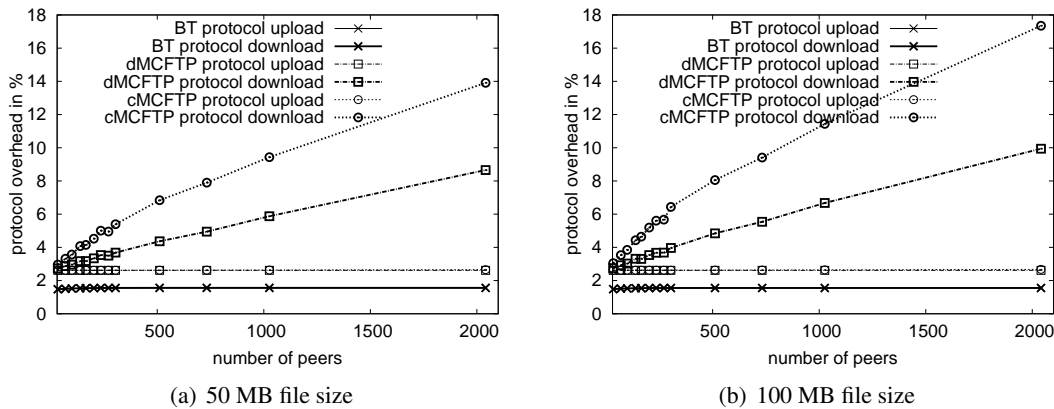 18
16
14
12
10
8
6
4
2
0
protocol overhead in %
BT protocol upload
BT protocol download
dMCFTP protocol upload
dMCFTP protocol download
cMCFTP protocol upload
cMCFTP protocol download
500 1000 1500 2000
number of peers
(a) 50 MB file size
18
16
14
12
10
8
6
4
2
0
protocol overhead in %
BT protocol upload
BT protocol download
dMCFTP protocol upload
dMCFTP protocol download
cMCFTP protocol upload
cMCFTP protocol download
500 1000 1500 2000
number of peers
(b) 100 MB file size